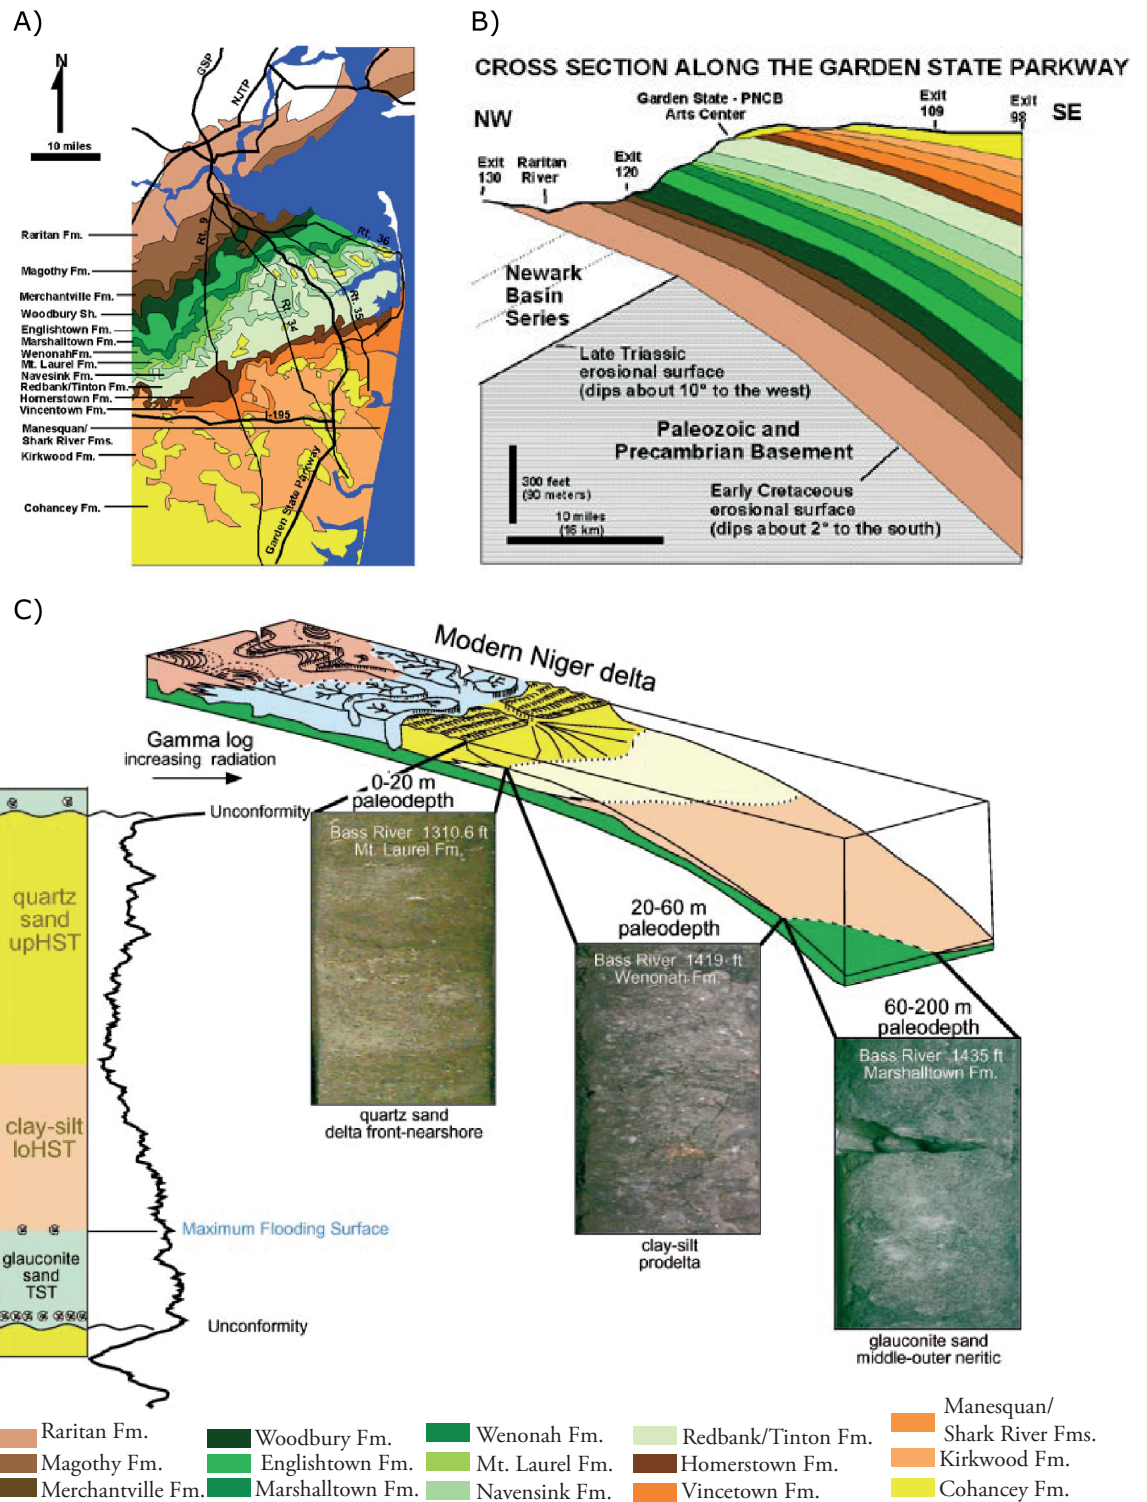 A)
N
10 miles
GSP
NJTP
Rt. 9
Rt. 36
Rt. 35
Rt. 34
I-195
Garden State Parkway
Raritan Fm.
Magothy Fm.
Merchantville Fm.
Woodbury Sh.
Englishtown Fm.
Marshalltown Fm.
WenonahFm.
Mt. Laurel Fm.
Navesink Fm.
Redbank/Tinton Fm.
Homerstown Fm.
Vincentown Fm.
Manesquan/
Shark River Fms.
Kirkwood Fm.
Cohancey Fm.
B)
CROSS SECTION ALONG THE GARDEN STATE PARKWAY
NW
Garden State - PNCB
Arts Center
Exit
109
Exit
98
SE
Exit
130
Raritan
River
Exit
120
Newark
Basin
Series
Late Triassic
erosional surface
(dips about 10° to the west)
Paleozoic and
Precambrian Basement
300 feet
(90 meters)
10 miles
(16 km)
Early Cretaceous
erosional surface
(dips about 2° to the south)
C)
Modern Niger delta
Gamma log
increasing radiation
Unconformity
quartz
sand
upHST
clay-silt
loHST
Maximum Flooding Surface
glauconite
sand
TST
Unconformity
0-20 m
paleodepth
Bass River 1310.6 ft
Mt. Laurel Fm.
quartz sand
delta front-nearshore
20-60 m
paleodepth
Bass River 1419 ft
Wenonah Fm.
clay-silt
prodelta
60-200 m
paleodepth
Bass River 1435 ft
Marshalltown Fm.
glauconite sand
middle-outer neritic
Raritan Fm.
Magothy Fm.
Merchantville Fm.
Woodbury Fm.
Englishtown Fm.
Marshalltown Fm.
Wenonah Fm.
Mt. Laurel Fm.
Navensink Fm.
Redbank/Tinton Fm.
Homerstown Fm.
Vincetown Fm.
Manesquan/
Shark River Fms.
Kirkwood Fm.
Cohancey Fm.